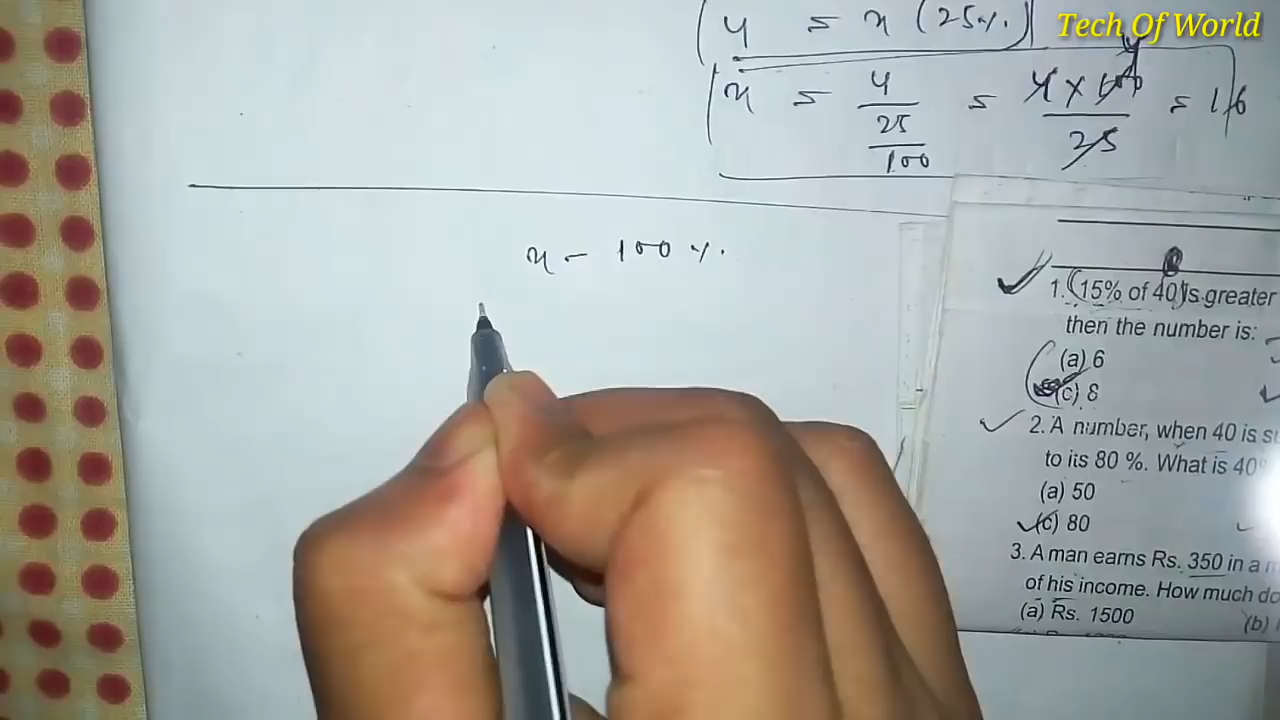 Tech Of World
4 = x (25%)
x = 4 / 25/100 = 4 x 100 / 25 = 16
4
x - 100 %.
1. (15% of 40) is greater
then the number is:
(a) 6
(c) 8
2. A number, when 40 is
to its 80 %. What is 40
(a) 50
(c) 80
3. A man earns Rs. 350 in a
of his income. How much do
(a) Rs. 1500
(b)